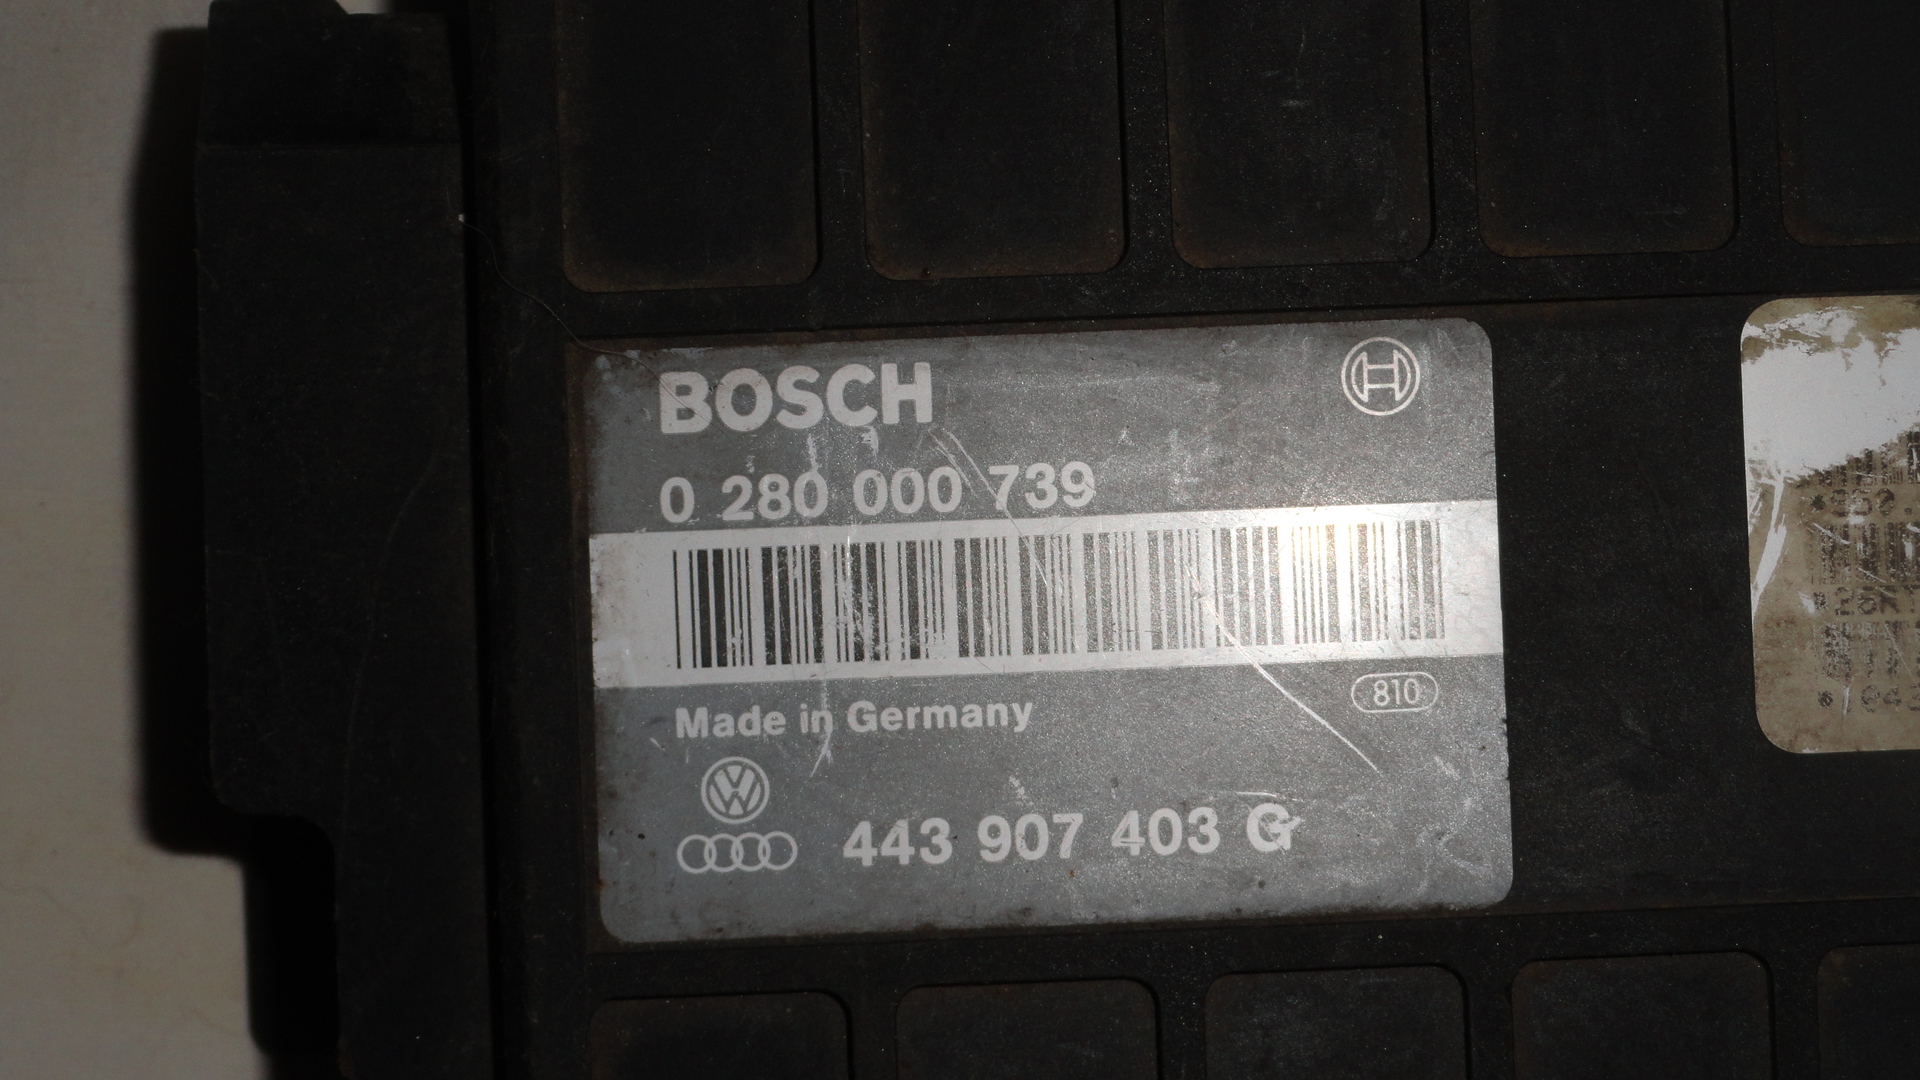 BOSCH
0 280 000 739
810
Made in Germany
443 907 403 G